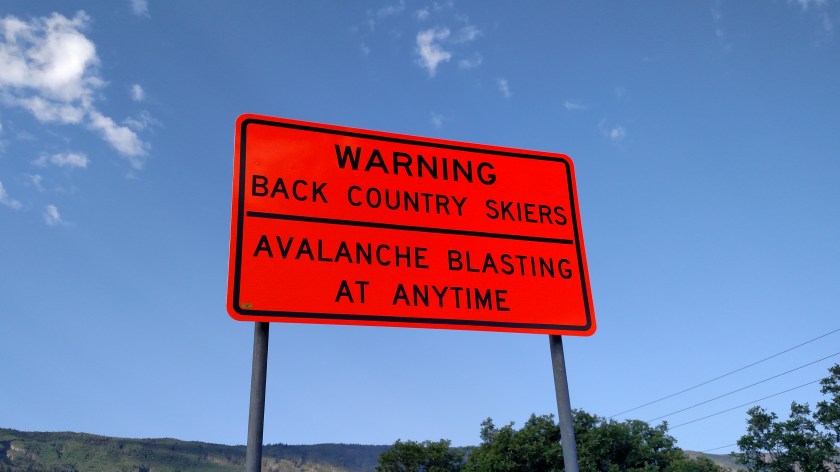 WARNING
BACK COUNTRY SKIERS
AVALANCHE BLASTING
AT ANYTIME